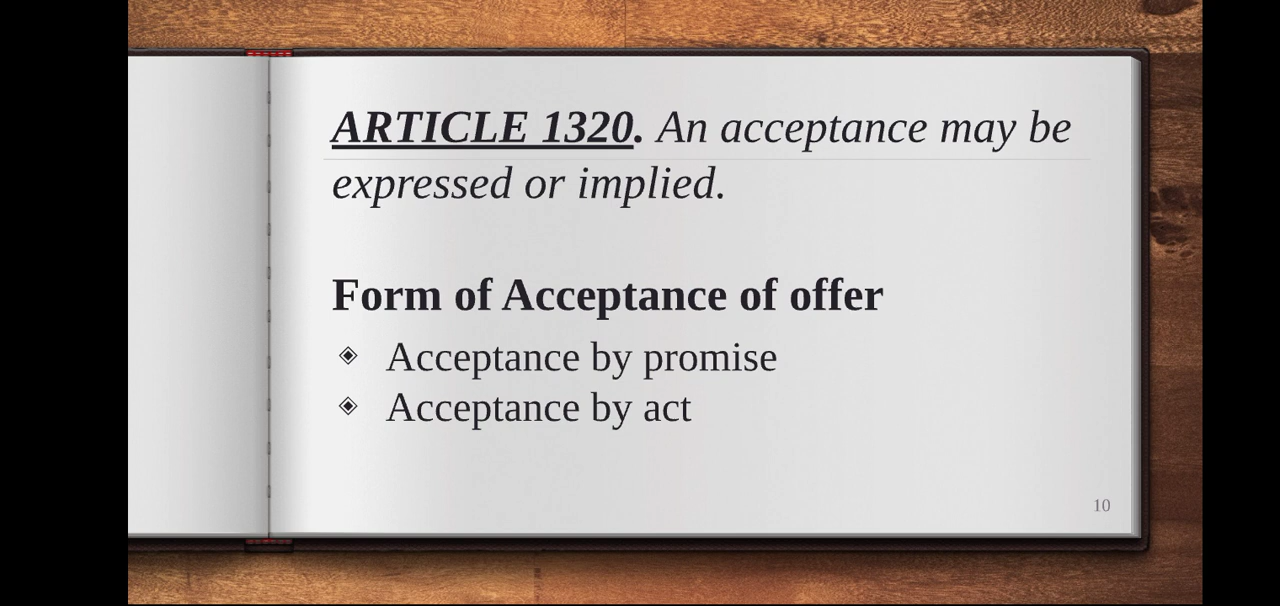 ARTICLE 1320. An acceptance may be
expressed or implied.
Form of Acceptance of offer
◈ Acceptance by promise
◈ Acceptance by act
10